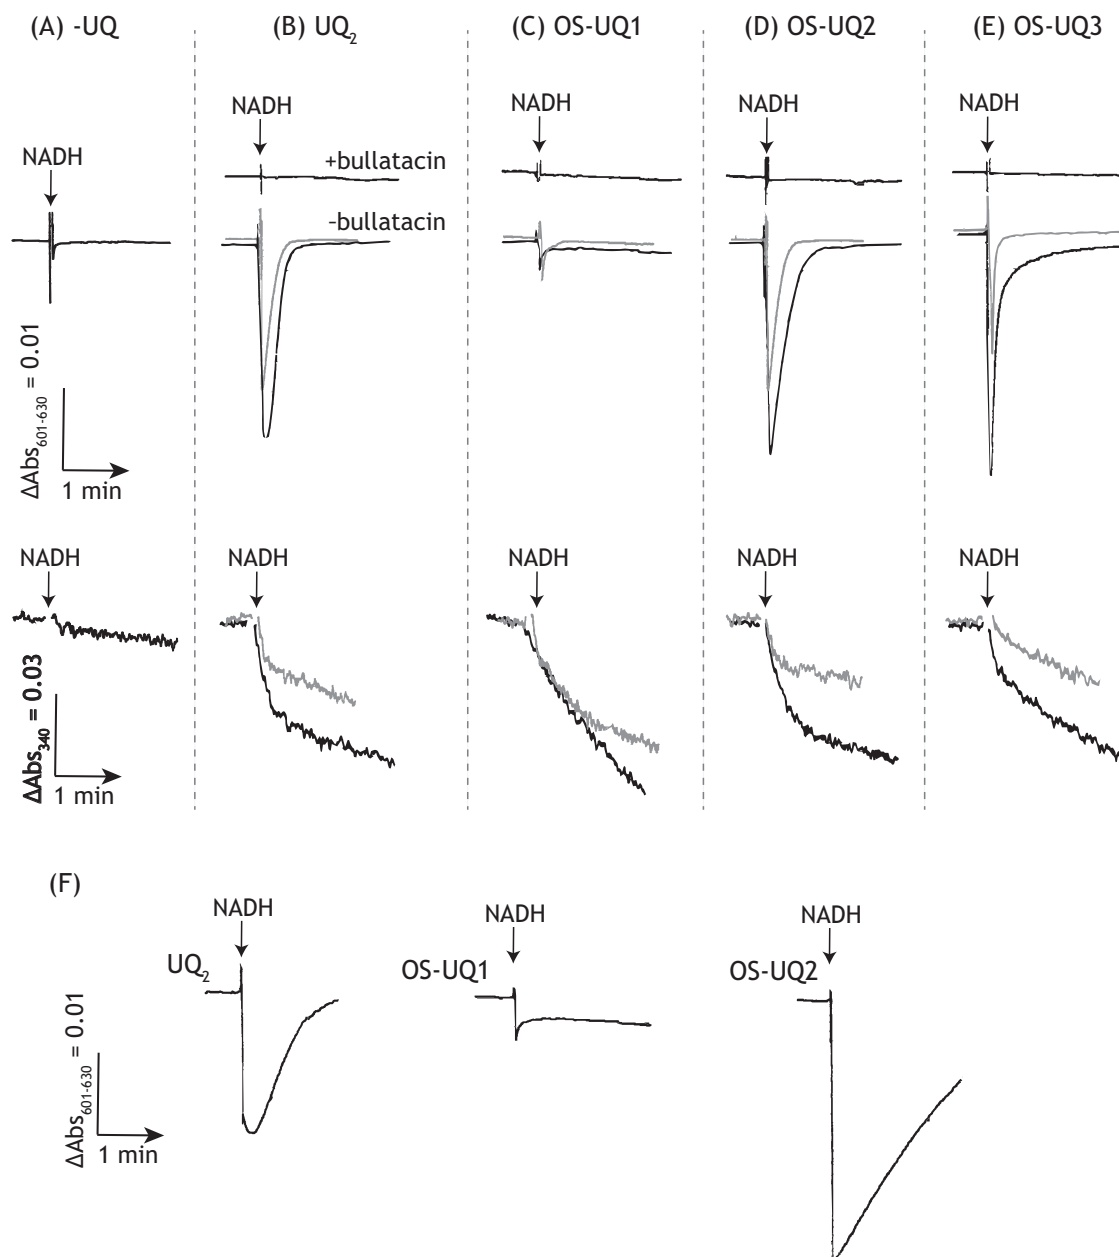 (A) -UQ
(B) UQ₂
(C) OS-UQ1
(D) OS-UQ2
(E) OS-UQ3
NADH
NADH
NADH
NADH
NADH
+bullatacin
-bullatacin
ΔAbs₆₀₁₋₆₃₀ = 0.01
1 min
NADH
NADH
NADH
NADH
NADH
ΔAbs₃₄₀ = 0.03
1 min
(F)
NADH
NADH
NADH
UQ₂
OS-UQ1
OS-UQ2
ΔAbs₆₀₁₋₆₃₀ = 0.01
1 min